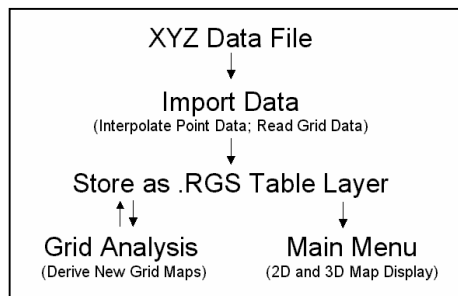 XYZ Data File
Import Data
(Interpolate Point Data; Read Grid Data)
Store as .RGS Table Layer
Grid Analysis
(Derive New Grid Maps)
Main Menu
(2D and 3D Map Display)